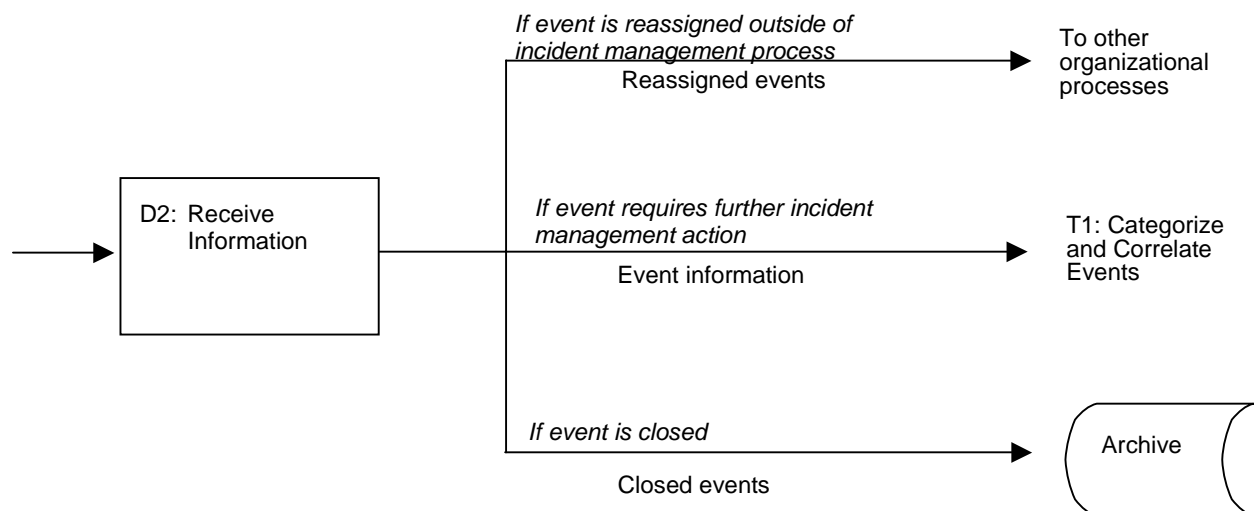 If event is reassigned outside of
incident management process
Reassigned events
To other
organizational
processes
D2: Receive
Information
If event requires further incident
management action
Event information
T1: Categorize
and Correlate
Events
If event is closed
Closed events
Archive